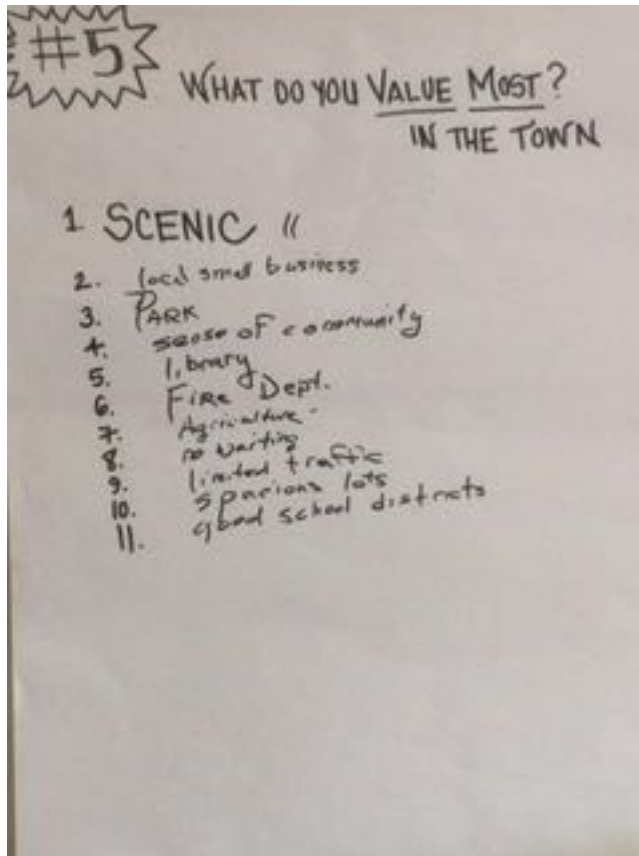 #5
WHAT DO YOU VALUE MOST?
IN THE TOWN
1 SCENIC "
2. local small business
3. PARK
4. sense of community
5. library
6. FIRE Dept.
7. Agriculture
8. no waiting
9. limited traffic
10. spacious lots
11. good school districts